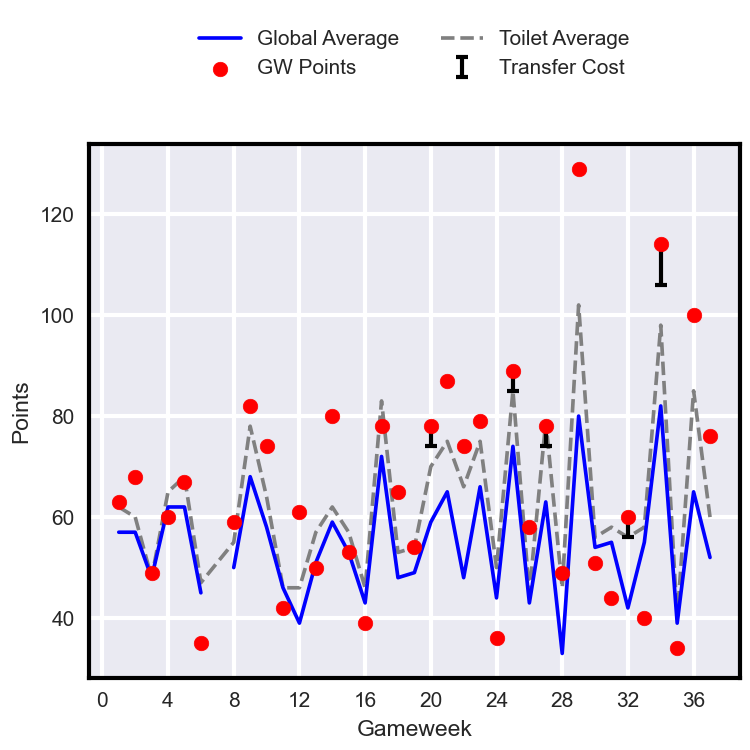 Global Average Toilet Average
GW Points Transfer Cost
120
100
80
60
40
Points
0 4 8 12 16 20 24 28 32 36
Gameweek